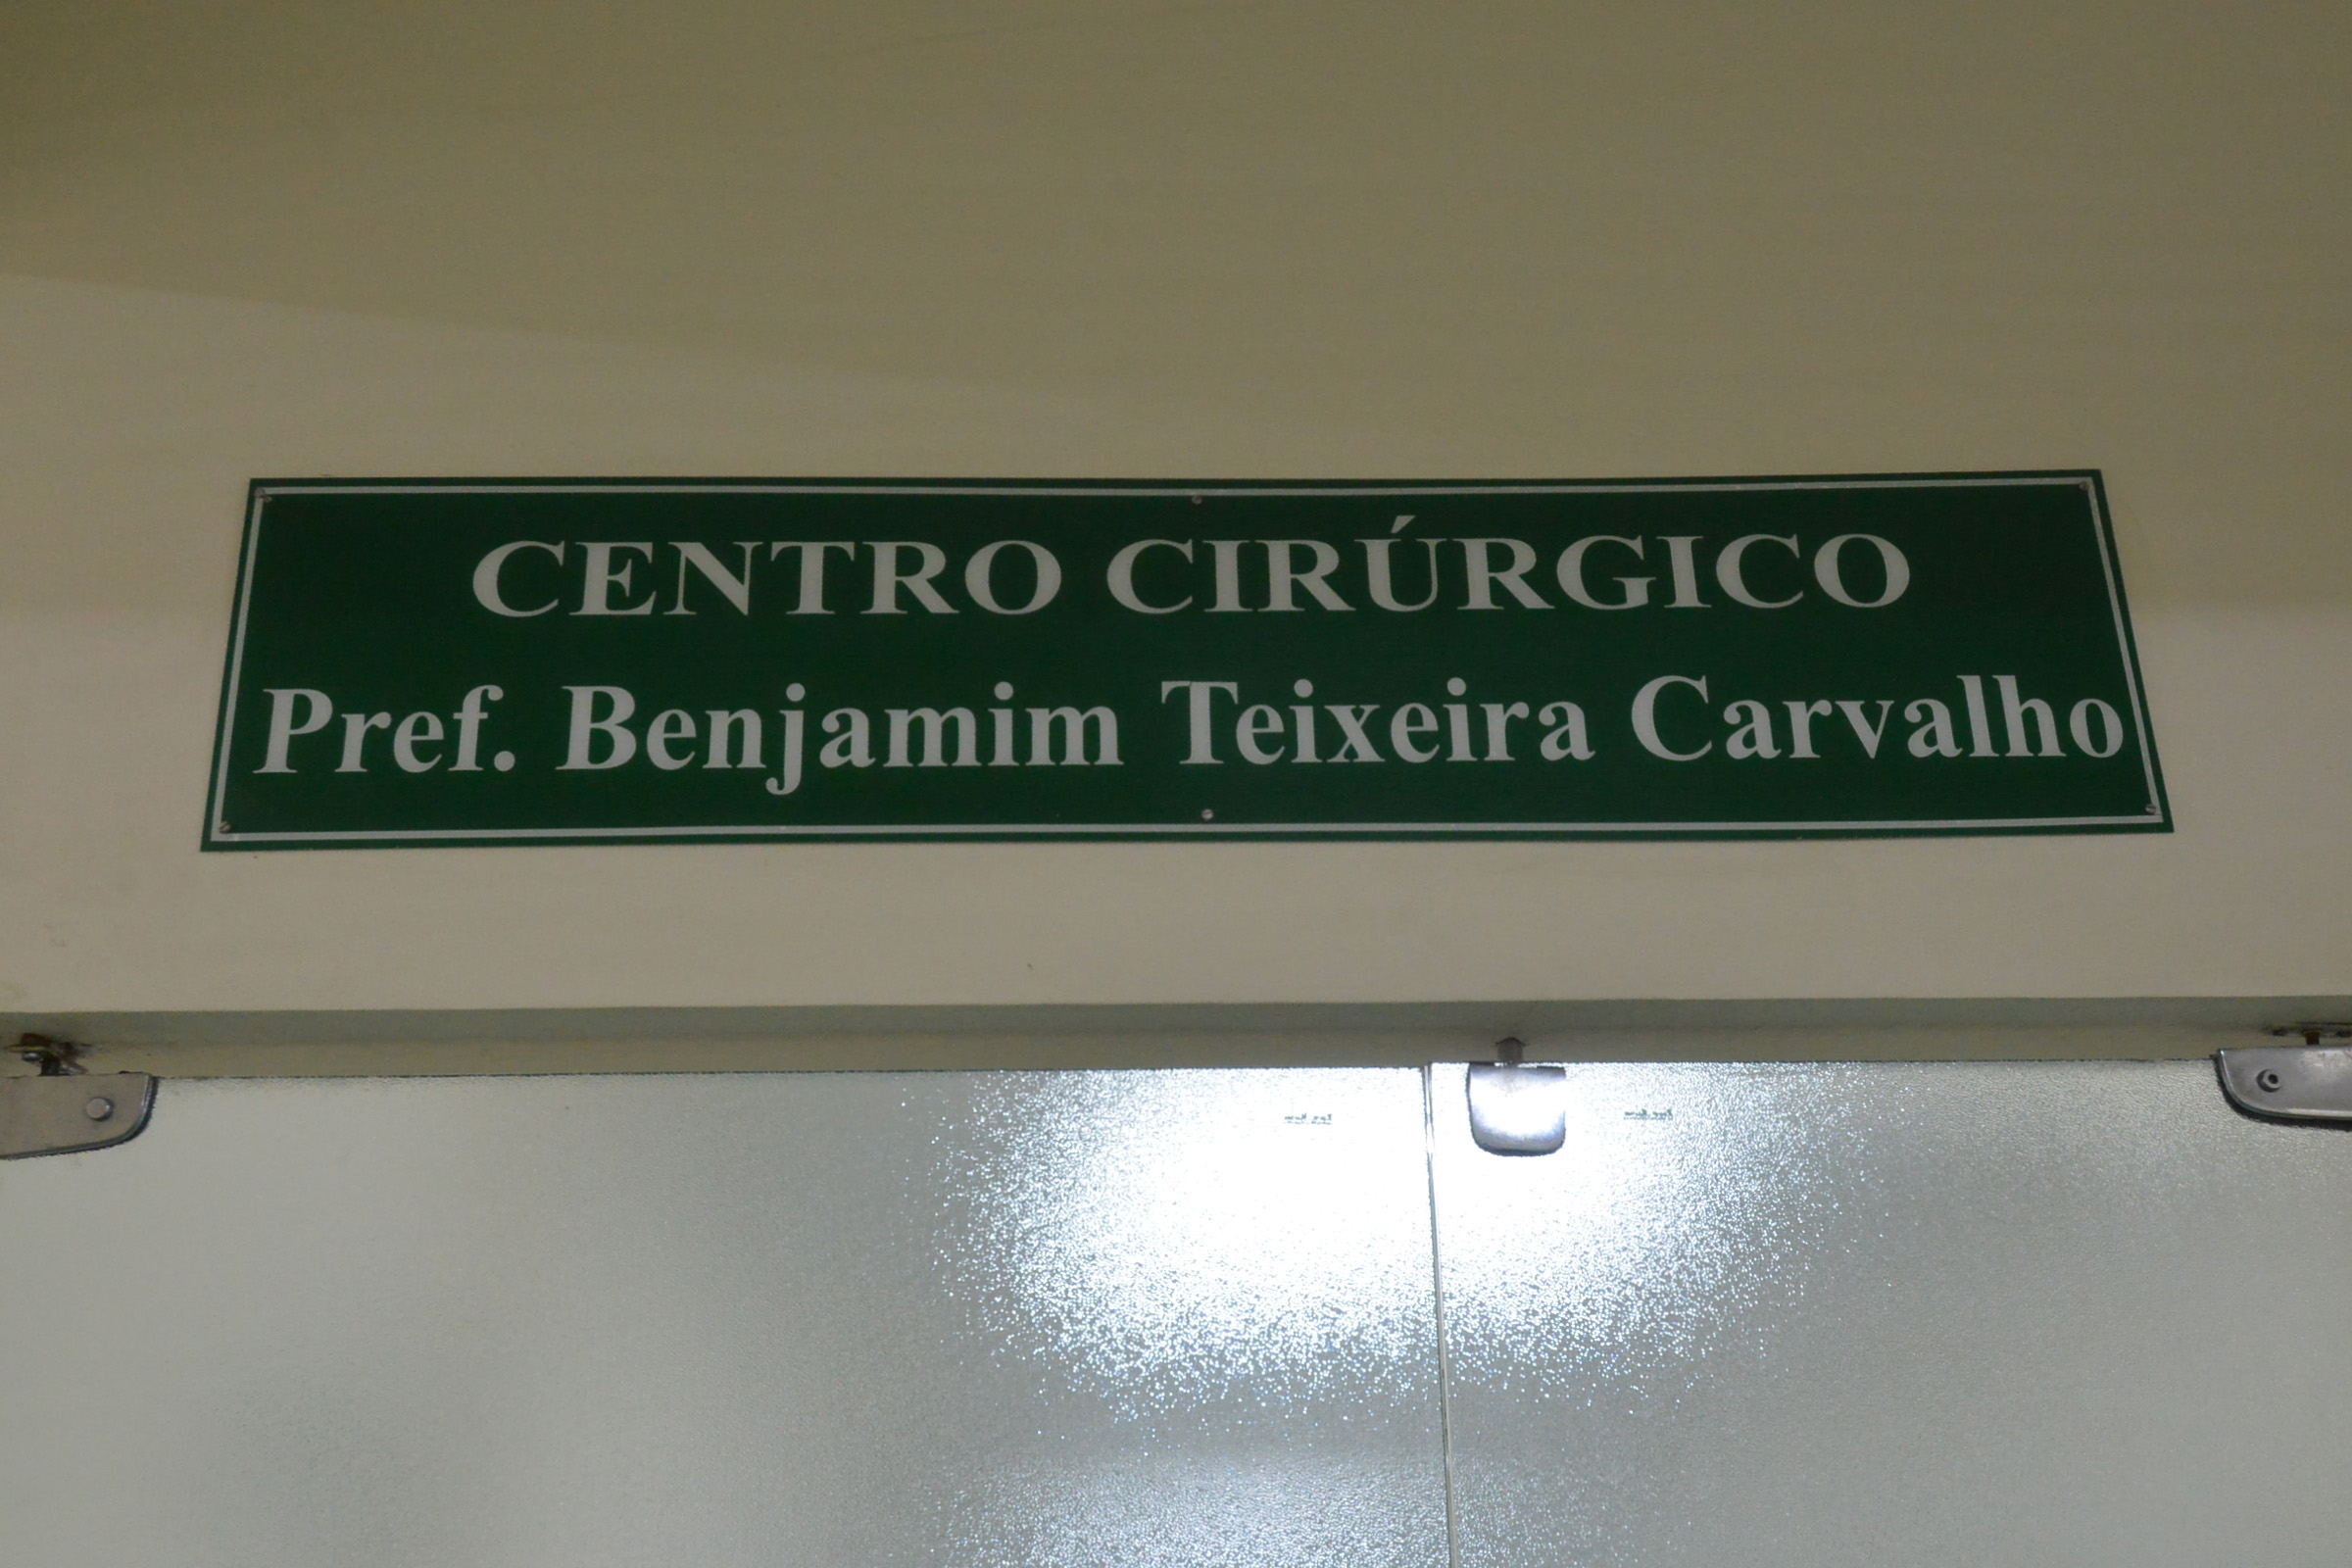 CENTRO CIRÚRGICO
Pref. Benjamim Teixeira Carvalho